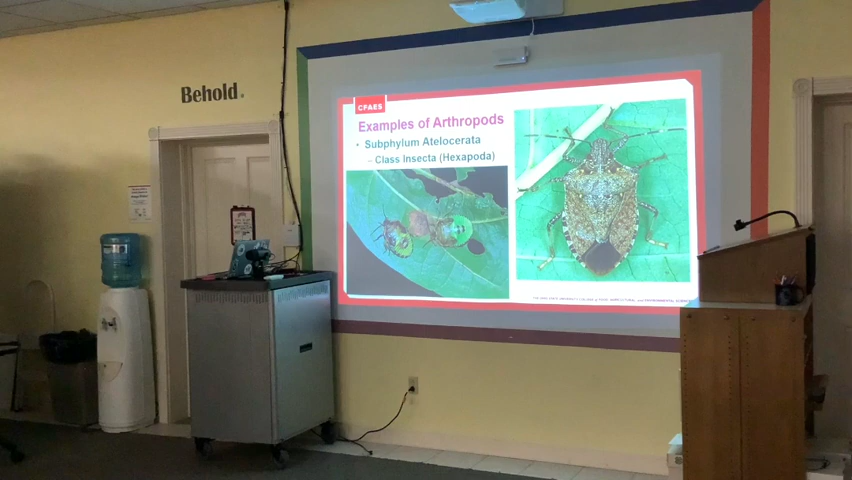 Behold.
CFAES
Examples of Arthropods
• Subphylum Atelocerata
– Class Insecta (Hexapoda)